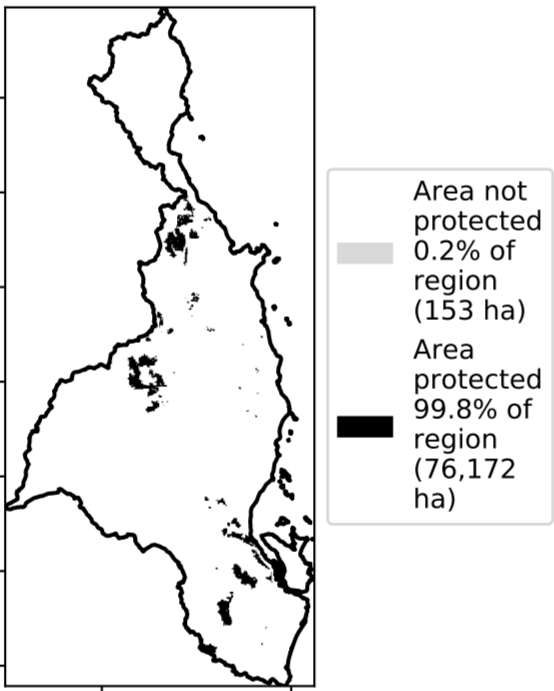 Area not
protected
0.2% of
region
(153 ha)
Area
protected
99.8% of
region
(76,172
ha)